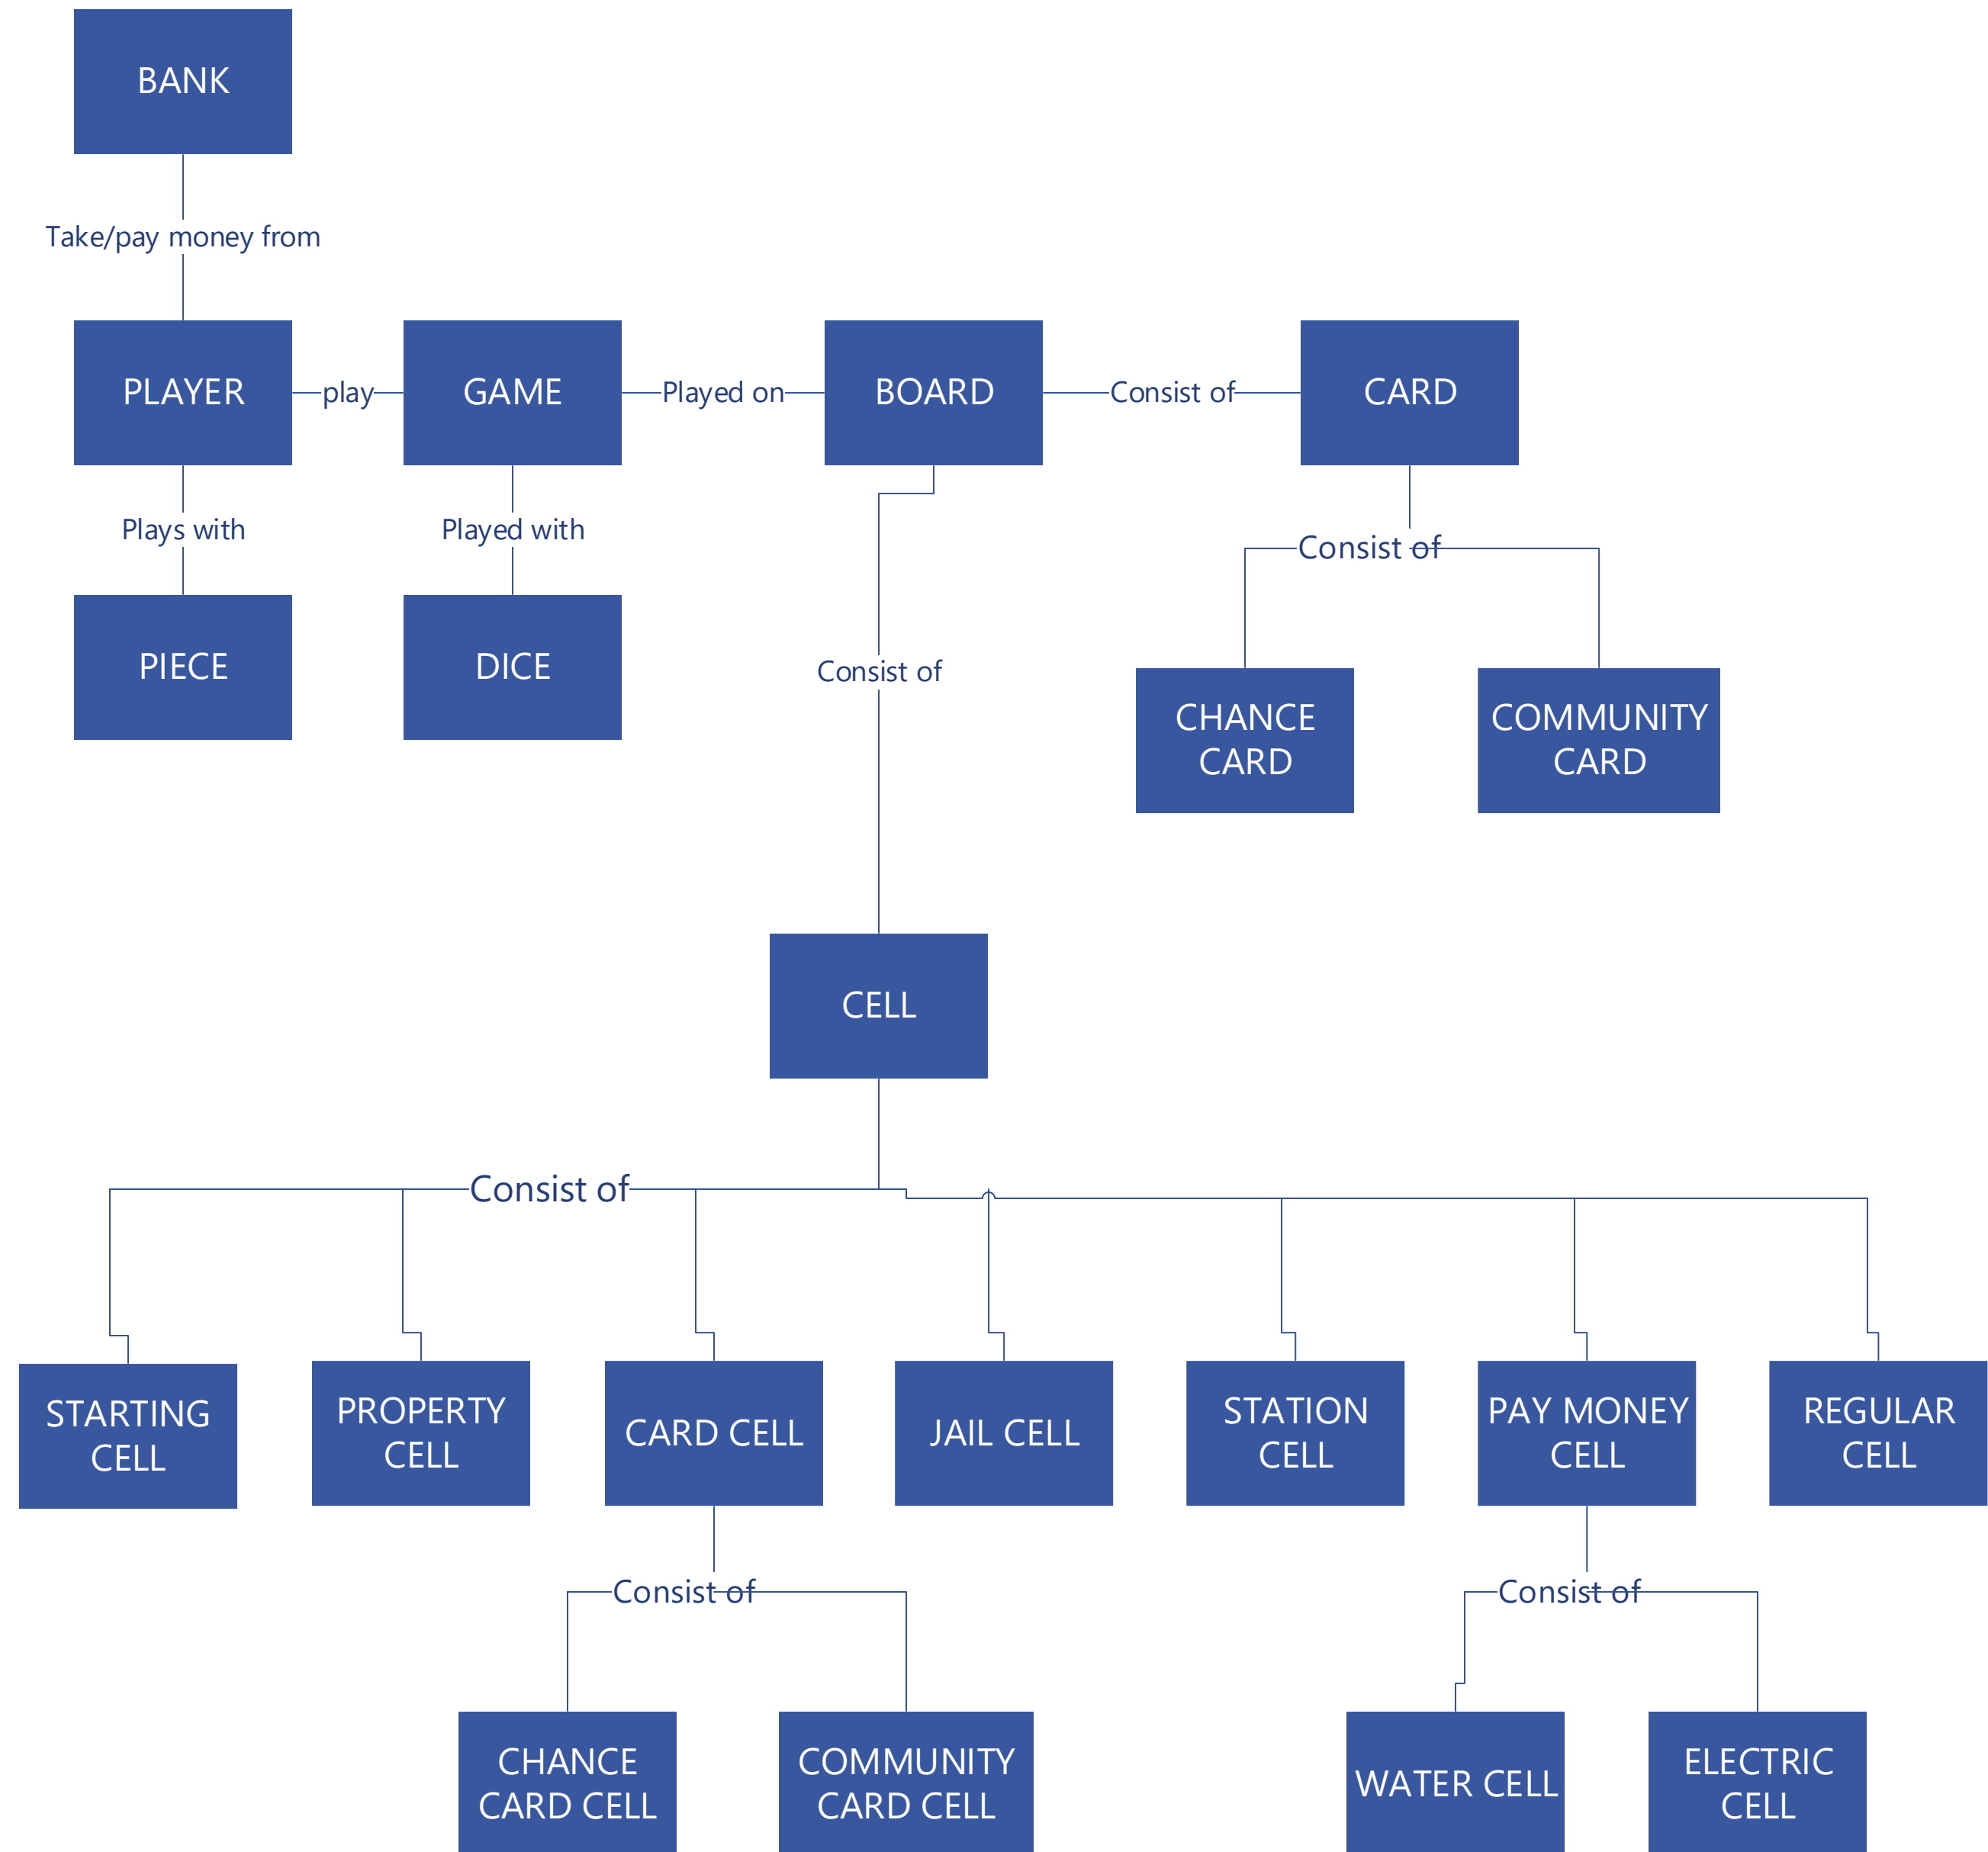 BANK
Take/pay money from
PLAYER
play
GAME
Played on
BOARD
Consist of
CARD
Plays with
Played with
Consist of
PIECE
DICE
Consist of
CHANCE
CARD
COMMUNITY
CARD
CELL
Consist of
STARTING
CELL
PROPERTY
CELL
CARD CELL
JAIL CELL
STATION
CELL
PAY MONEY
CELL
REGULAR
CELL
Consist of
Consist of
CHANCE
CARD CELL
COMMUNITY
CARD CELL
WATER CELL
ELECTRIC
CELL